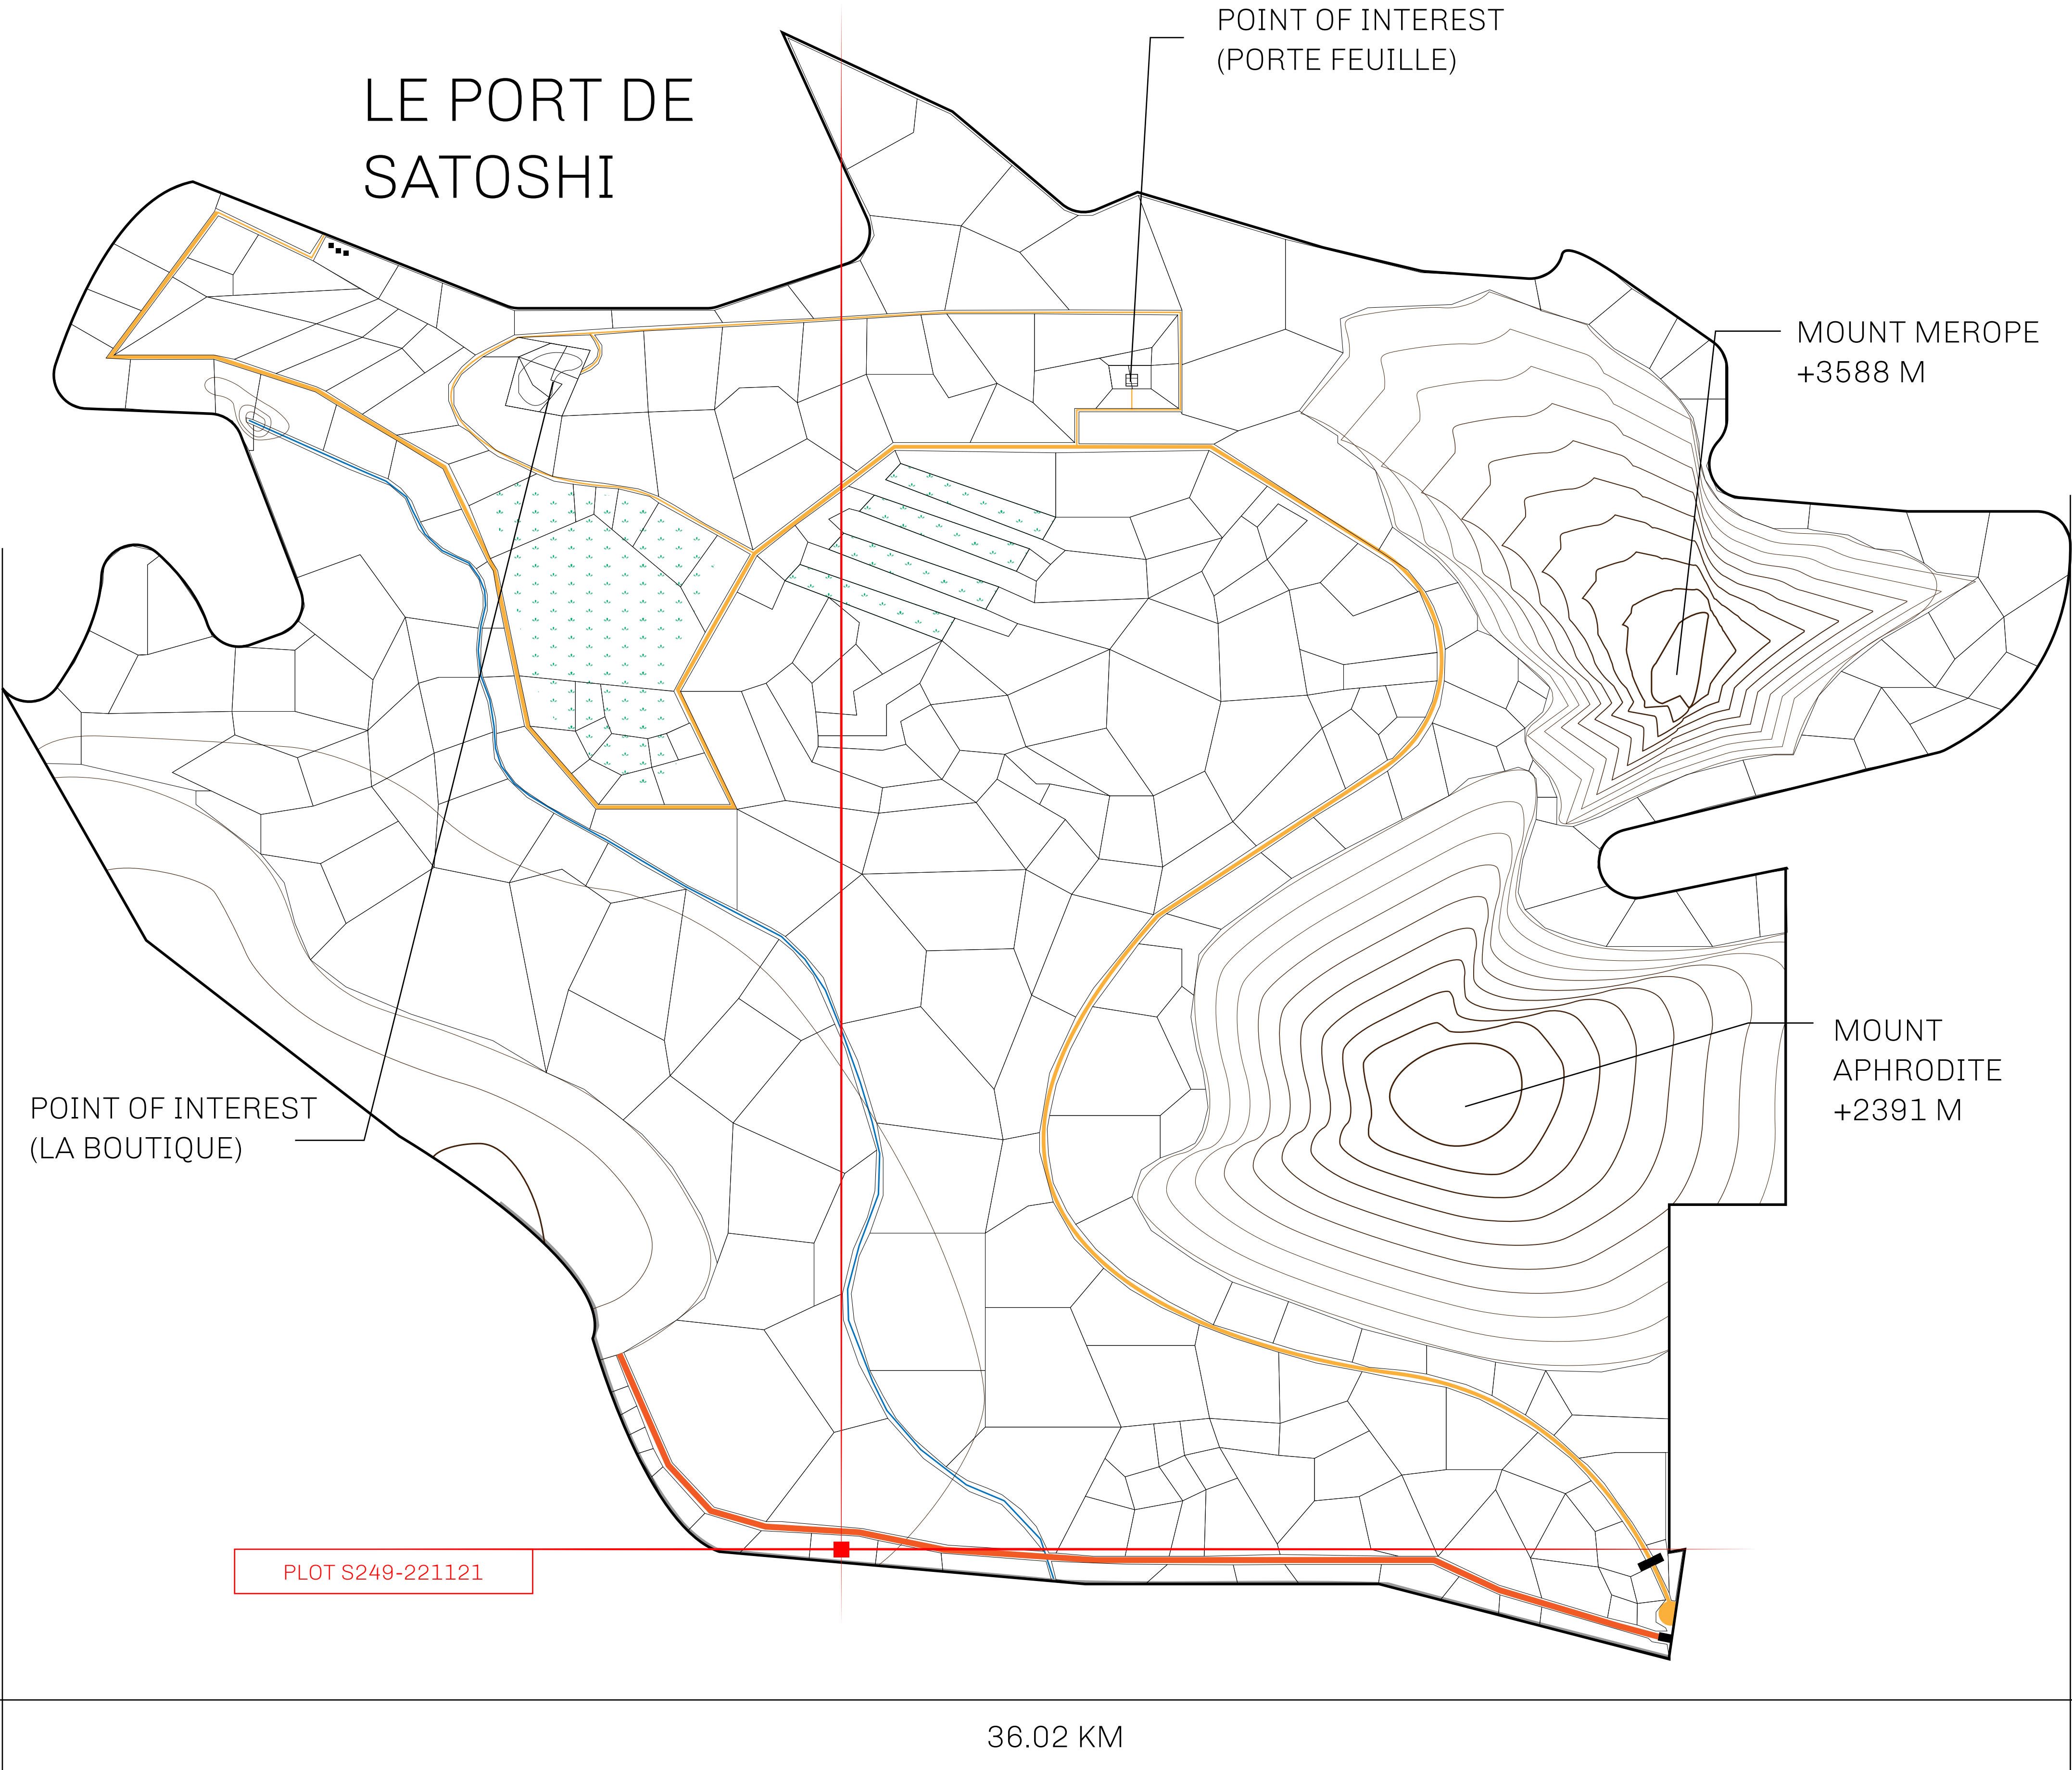 POINT OF INTEREST
(PORTE FEUILLE)
LE PORT DE
SATOSHI
MOUNT MEROPE
+3588 M
MOUNT
APHRODITE
+2391 M
POINT OF INTEREST
(LA BOUTIQUE)
PLOT S249-221121
36.02 KM